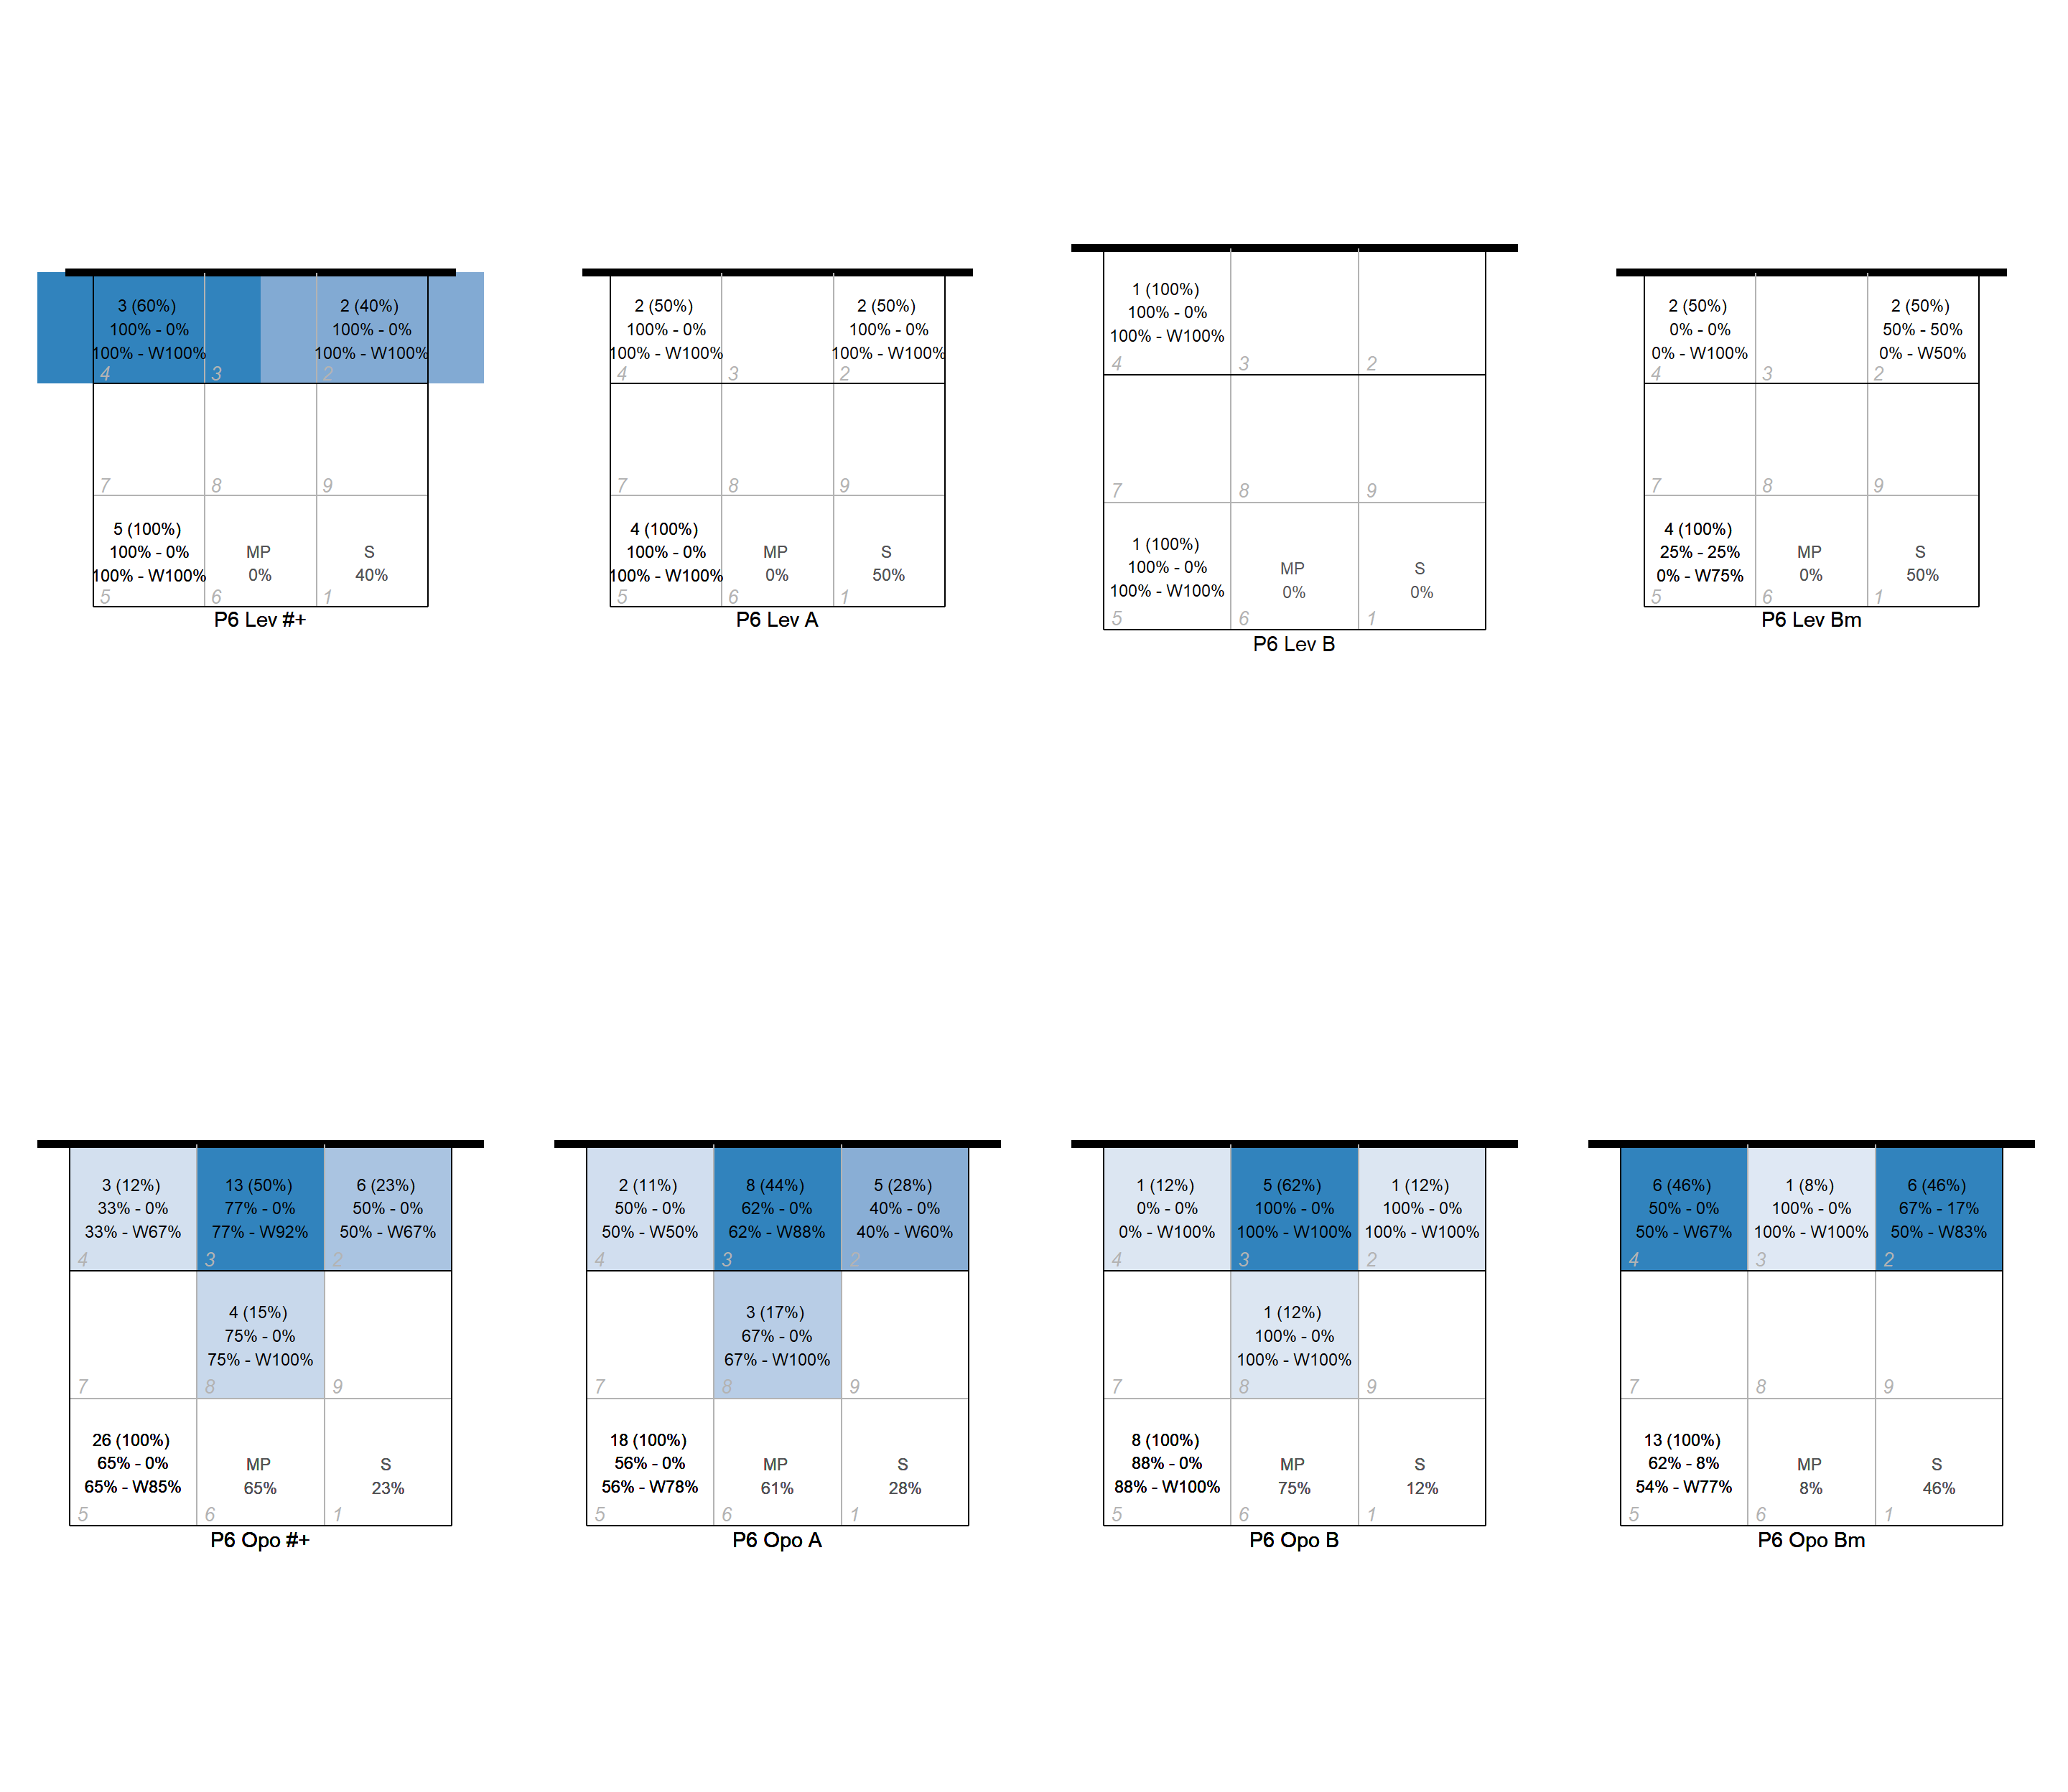 3 (60%)
100% - 0%
100% - W100%
2 (40%)
100% - 0%
100% - W100%
4
3
2
7
8
9
5 (100%)
100% - 0%
100% - W100%
MP
0%
S
40%
5
6
1
P6 Lev #+
2 (50%)
100% - 0%
100% - W100%
2 (50%)
100% - 0%
100% - W100%
4
3
2
7
8
9
4 (100%)
100% - 0%
100% - W100%
MP
0%
S
50%
5
6
1
P6 Lev A
1 (100%)
100% - 0%
100% - W100%
4
3
2
7
8
9
1 (100%)
100% - 0%
100% - W100%
MP
0%
S
0%
5
6
1
P6 Lev B
2 (50%)
0% - 0%
0% - W100%
2 (50%)
50% - 50%
0% - W50%
4
3
2
7
8
9
4 (100%)
25% - 25%
0% - W75%
MP
0%
S
50%
5
6
1
P6 Lev Bm
3 (12%)
33% - 0%
33% - W67%
13 (50%)
77% - 0%
77% - W92%
6 (23%)
50% - 0%
50% - W67%
4
3
2
4 (15%)
75% - 0%
75% - W100%
7
8
9
26 (100%)
65% - 0%
65% - W85%
MP
65%
S
23%
5
6
1
P6 Opo #+
2 (11%)
50% - 0%
50% - W50%
8 (44%)
62% - 0%
62% - W88%
5 (28%)
40% - 0%
40% - W60%
4
3
2
3 (17%)
67% - 0%
67% - W100%
7
8
9
18 (100%)
56% - 0%
56% - W78%
MP
61%
S
28%
5
6
1
P6 Opo A
1 (12%)
0% - 0%
0% - W100%
5 (62%)
100% - 0%
100% - W100%
1 (12%)
100% - 0%
100% - W100%
4
3
2
1 (12%)
100% - 0%
100% - W100%
7
8
9
8 (100%)
88% - 0%
88% - W100%
MP
75%
S
12%
5
6
1
P6 Opo B
6 (46%)
50% - 0%
50% - W67%
1 (8%)
100% - 0%
100% - W100%
6 (46%)
67% - 17%
50% - W83%
4
3
2
7
8
9
13 (100%)
62% - 8%
54% - W77%
MP
8%
S
46%
5
6
1
P6 Opo Bm